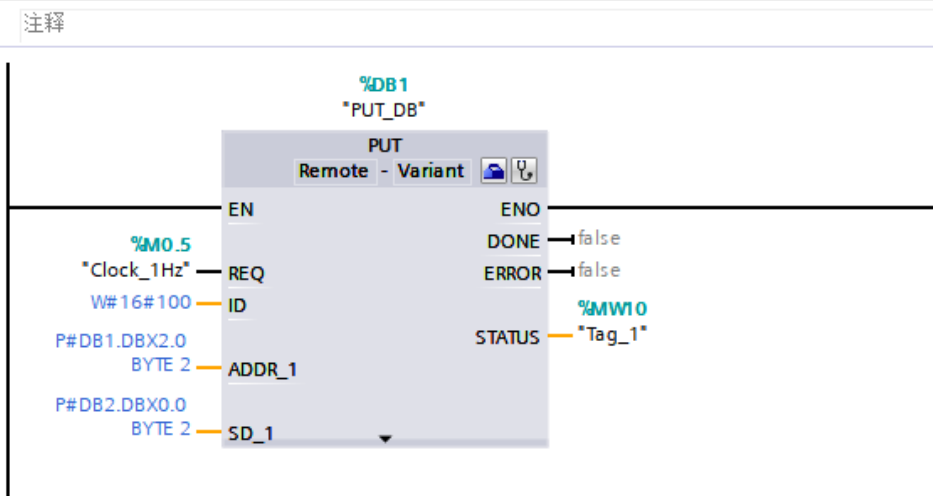 注释
%DB1
"PUT_DB"
PUT
Remote - Variant
EN
ENO
DONE
false
%M0.5
"Clock_1Hz"
REQ
ERROR
false
W#16#100
ID
%MW10
"Tag_1"
STATUS
P#DB1.DBX2.0
BYTE 2
ADDR_1
P#DB2.DBX0.0
BYTE 2
SD_1